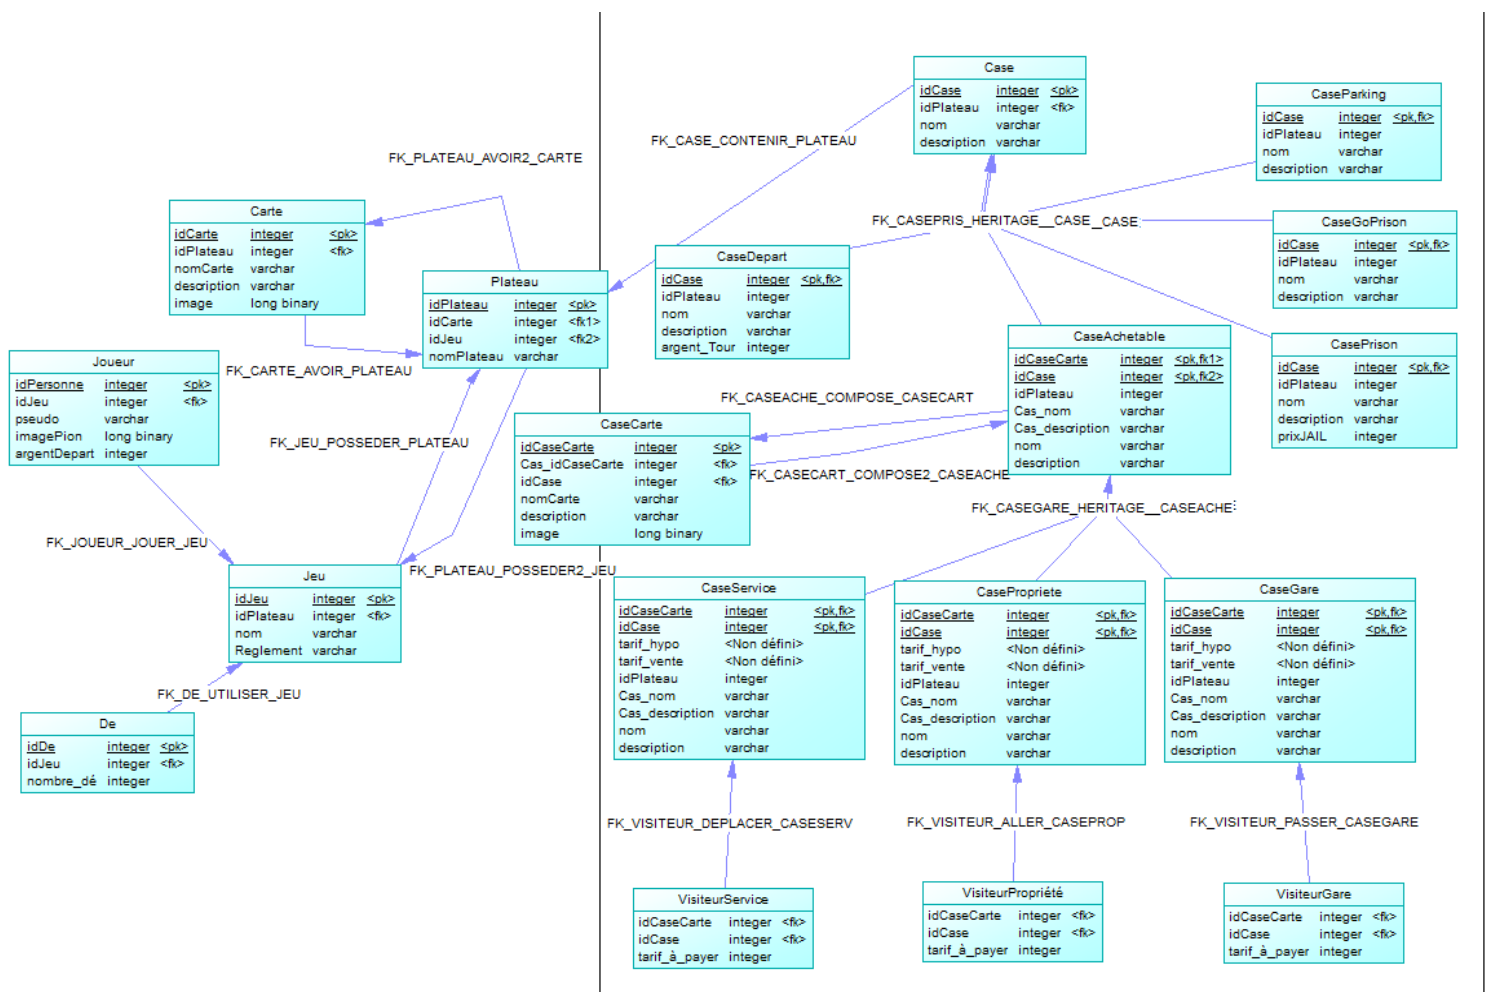 Case
idCase integer <pk>
idPlateau integer <fk>
nom varchar
description varchar
CaseParking
idCase integer <pk,fk>
idPlateau integer
nom varchar
description varchar
FK_CASE_CONTENIR_PLATEAU
FK_PLATEAU_AVOIR2_CARTE
Carte
idCarte integer <pk>
idPlateau integer <fk>
nomCarte varchar
description varchar
image long binary
FK_CASEPRIS_HERITAGE__CASE__CASE
CaseGoPrison
idCase integer <pk,fk>
idPlateau integer
nom varchar
description varchar
CaseDepart
idCase integer <pk,fk>
idPlateau integer
nom varchar
description varchar
argent_Tour integer
Plateau
idPlateau integer <pk>
idCarte integer <fk1>
idJeu integer <fk2>
nomPlateau varchar
CaseAchetable
idCaseCarte integer <pk,fk1>
idCase integer <pk,fk2>
idPlateau integer
Cas_nom varchar
Cas_description varchar
nom varchar
description varchar
CasePrison
idCase integer <pk,fk>
idPlateau integer
nom varchar
description varchar
prixJAIL integer
Joueur
idPersonne integer <pk>
idJeu integer <fk>
pseudo varchar
imagePion long binary
argentDepart integer
FK_CARTE_AVOIR_PLATEAU
FK_CASEACHE_COMPOSE_CASECART
FK_JEU_POSSEDER_PLATEAU
CaseCarte
idCaseCarte integer <pk>
Cas_idCaseCarte integer <fk>
idCase integer <fk>
nomCarte varchar
description varchar
image long binary
FK_CASECART_COMPOSE2_CASEACHE
FK_CASEGARE_HERITAGE__CASEACHE
FK_JOUEUR_JOUER_JEU
FK_PLATEAU_POSSEDER2_JEU
Jeu
idJeu integer <pk>
idPlateau integer <fk>
nom varchar
Reglement varchar
CaseService
idCaseCarte integer <pk,fk>
idCase integer <pk,fk>
tarif_hypo <Non défini>
tarif_vente <Non défini>
idPlateau integer
Cas_nom varchar
Cas_description varchar
nom varchar
description varchar
CasePropriete
idCaseCarte integer <pk,fk>
idCase integer <pk,fk>
tarif_hypo <Non défini>
tarif_vente <Non défini>
idPlateau integer
Cas_nom varchar
Cas_description varchar
nom varchar
description varchar
CaseGare
idCaseCarte integer <pk,fk>
idCase integer <pk,fk>
tarif_hypo <Non défini>
tarif_vente <Non défini>
idPlateau integer
Cas_nom varchar
Cas_description varchar
nom varchar
description varchar
FK_DE_UTILISER_JEU
De
idDe integer <pk>
idJeu integer <fk>
nombre_dé integer
FK_VISITEUR_DEPLACER_CASESERV
FK_VISITEUR_ALLER_CASEPROP
FK_VISITEUR_PASSER_CASEGARE
VisiteurService
idCaseCarte integer <fk>
idCase integer <fk>
tarif_à_payer integer
VisiteurPropriété
idCaseCarte integer <fk>
idCase integer <fk>
tarif_à_payer integer
VisiteurGare
idCaseCarte integer <fk>
idCase integer <fk>
tarif_à_payer integer